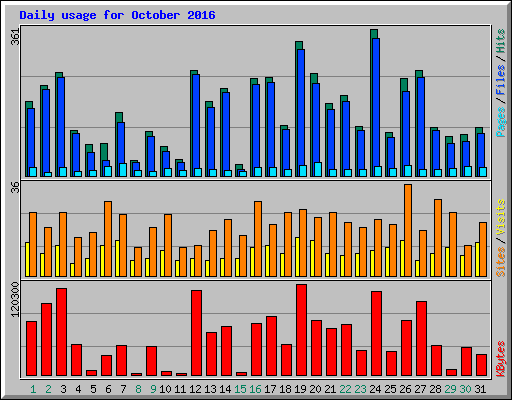 Daily usage for October 2016
361
Pages / Files / Hits
36
Sites / Visits
120300
KBytes
1 2 3 4 5 6 7 8 9 10 11 12 13 14 15 16 17 18 19 20 21 22 23 24 25 26 27 28 29 30 31